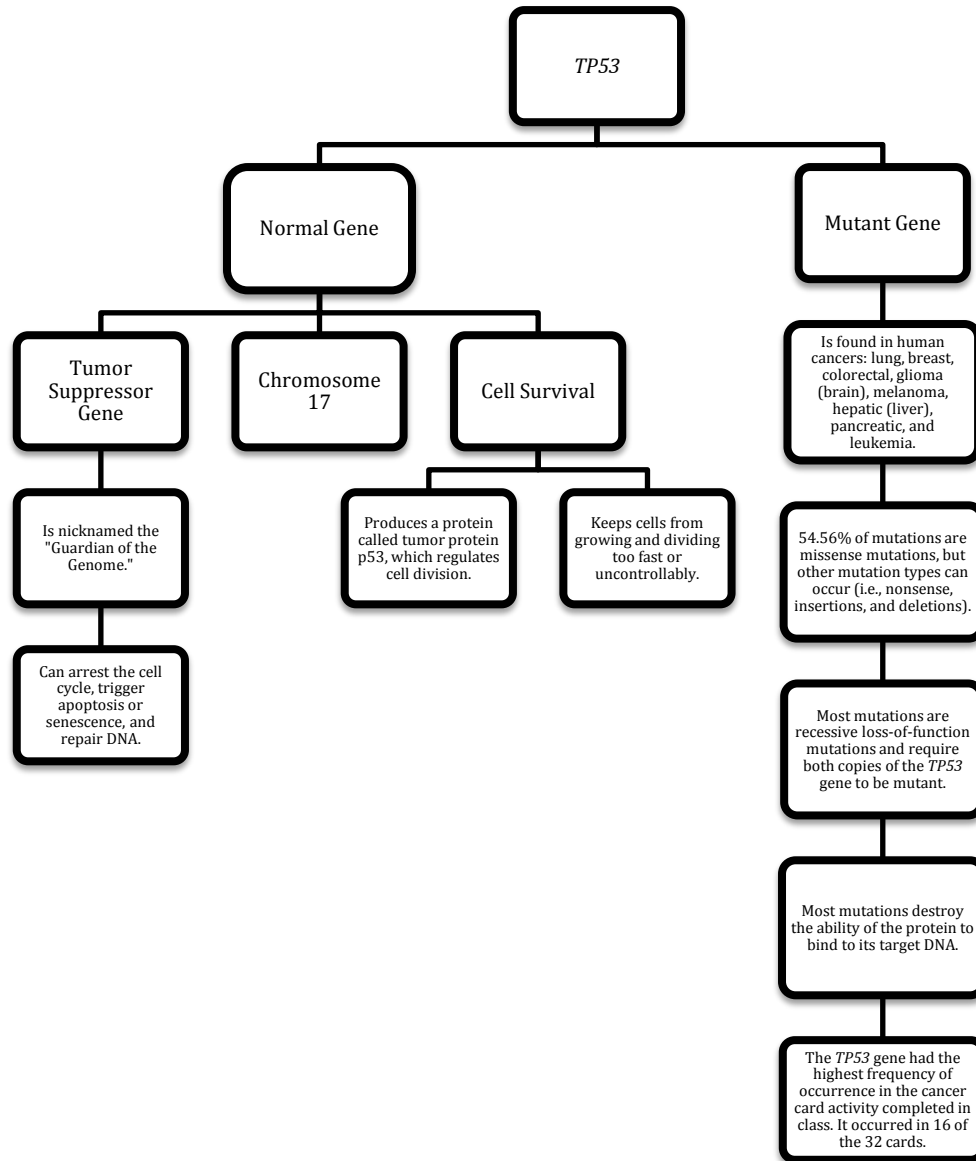 TP53
Normal Gene
Mutant Gene
Tumor
Suppressor
Gene
Chromosome
17
Cell Survival
Is found in human
cancers: lung, breast,
colorectal, glioma
(brain), melanoma,
hepatic (liver),
pancreatic, and
leukemia.
Is nicknamed the
"Guardian of the
Genome."
Produces a protein
called tumor protein
p53, which regulates
cell division.
Keeps cells from
growing and dividing
too fast or
uncontrollably.
54.56% of mutations are
missense mutations, but
other mutation types can
occur (i.e., nonsense,
insertions, and deletions).
Can arrest the cell
cycle, trigger
apoptosis or
senescence, and
repair DNA.
Most mutations are
recessive loss-of-function
mutations and require
both copies of the TP53
gene to be mutant.
Most mutations destroy
the ability of the protein to
bind to its target DNA.
The TP53 gene had the
highest frequency of
occurrence in the cancer
card activity completed in
class. It occurred in 16 of
the 32 cards.